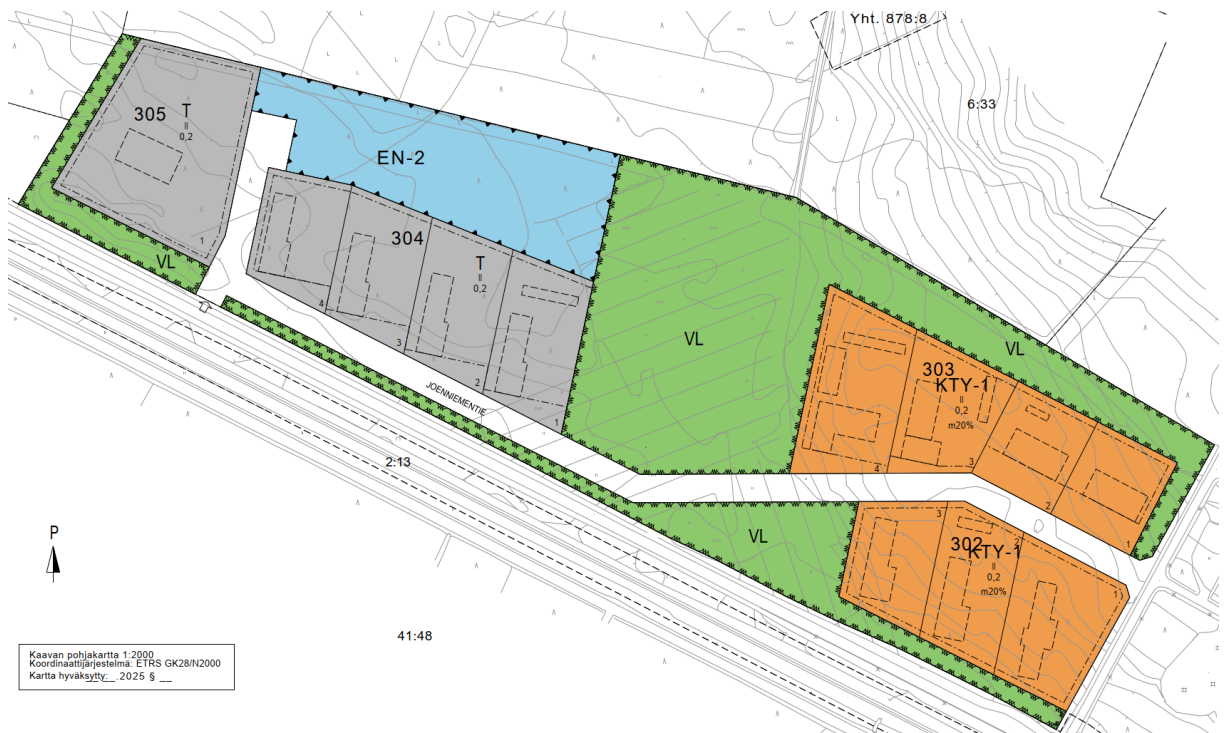 Yht. 878:8
6:33
305
T
II
0,2
1
EN-2
VL
304
T
II
0,2
4
3
2
1
JOENNIEMENTIE
VL
VL
303
KTY-1
II
0,2
m20%
4
3
2
1
2:13
VL
302
KTY-1
II
0,2
m20%
3
2
1
P
41:48
Kaavan pohjakartta 1:2000
Koordinaattijärjestelmä: ETRS GK28/N2000
Kartta hyväksytty: __.__.2025 § __